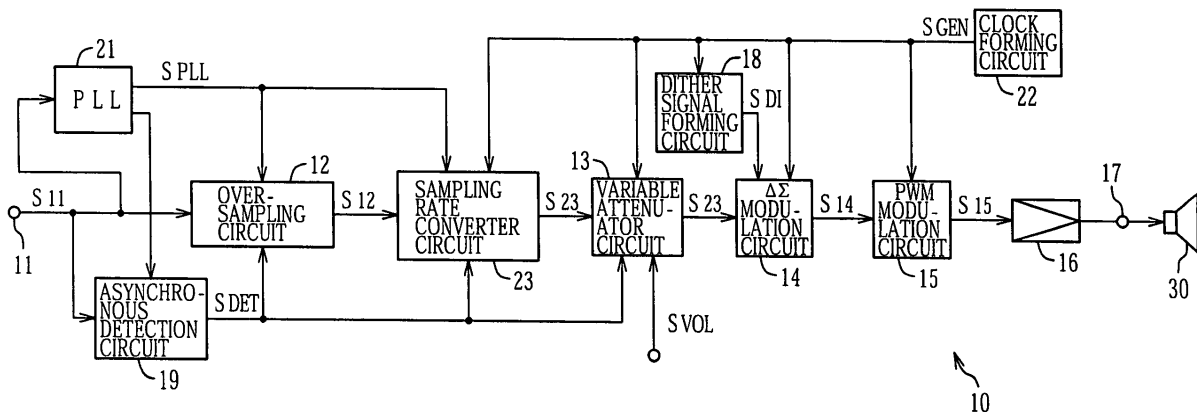 21
PLL
S PLL
S GEN
CLOCK
FORMING
CIRCUIT
22
18
DITHER
SIGNAL
FORMING
CIRCUIT
S DI
S 11
11
12
OVER-
SAMPLING
CIRCUIT
S 12
SAMPLING
RATE
CONVERTER
CIRCUIT
23
S 23
13
VARIABLE
ATTENU-
ATOR
CIRCUIT
S 23
ΔΣ
MODU-
LATION
CIRCUIT
14
S 14
PWM
MODU-
LATION
CIRCUIT
15
S 15
16
17
30
ASYNCHRO-
NOUS
DETECTION
CIRCUIT
19
S DET
S VOL
10